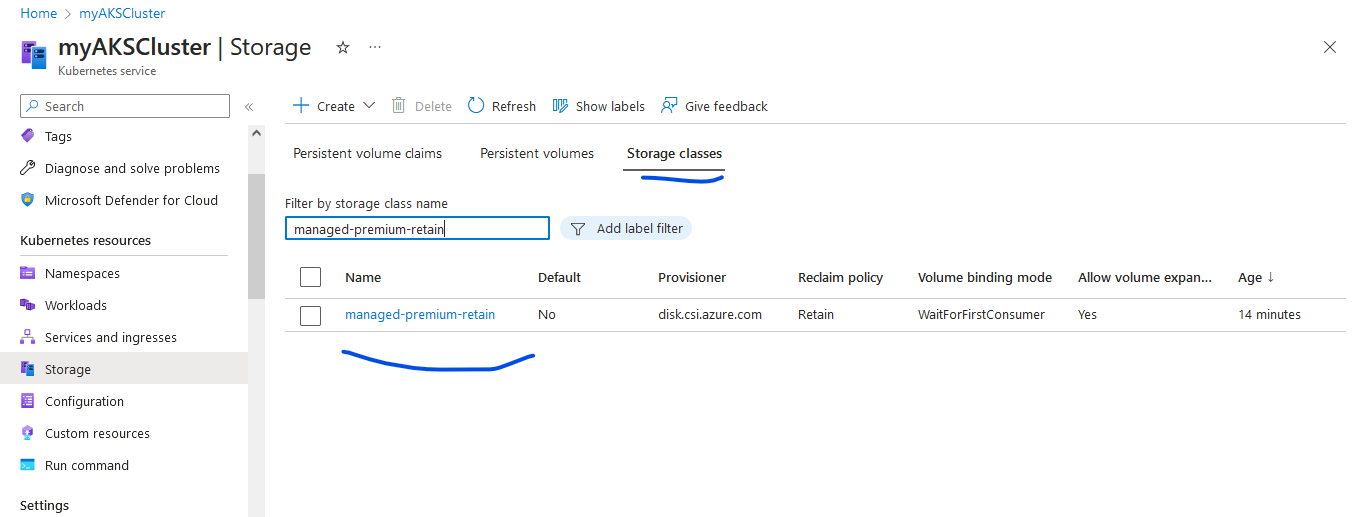 Home > myAKSCluster
myAKSCluster | Storage ☆ ...
Kubernetes service
Search «
Tags
Diagnose and solve problems
Microsoft Defender for Cloud
Kubernetes resources
Namespaces
Workloads
Services and ingresses
Storage
Configuration
Custom resources
Run command
Settings
+ Create Delete Refresh Show labels Give feedback
Persistent volume claims Persistent volumes Storage classes
Filter by storage class name
managed-premium-retain Add label filter
Name Default Provisioner Reclaim policy Volume binding mode Allow volume expan... Age ↓
managed-premium-retain No disk.csi.azure.com Retain WaitForFirstConsumer Yes 14 minutes